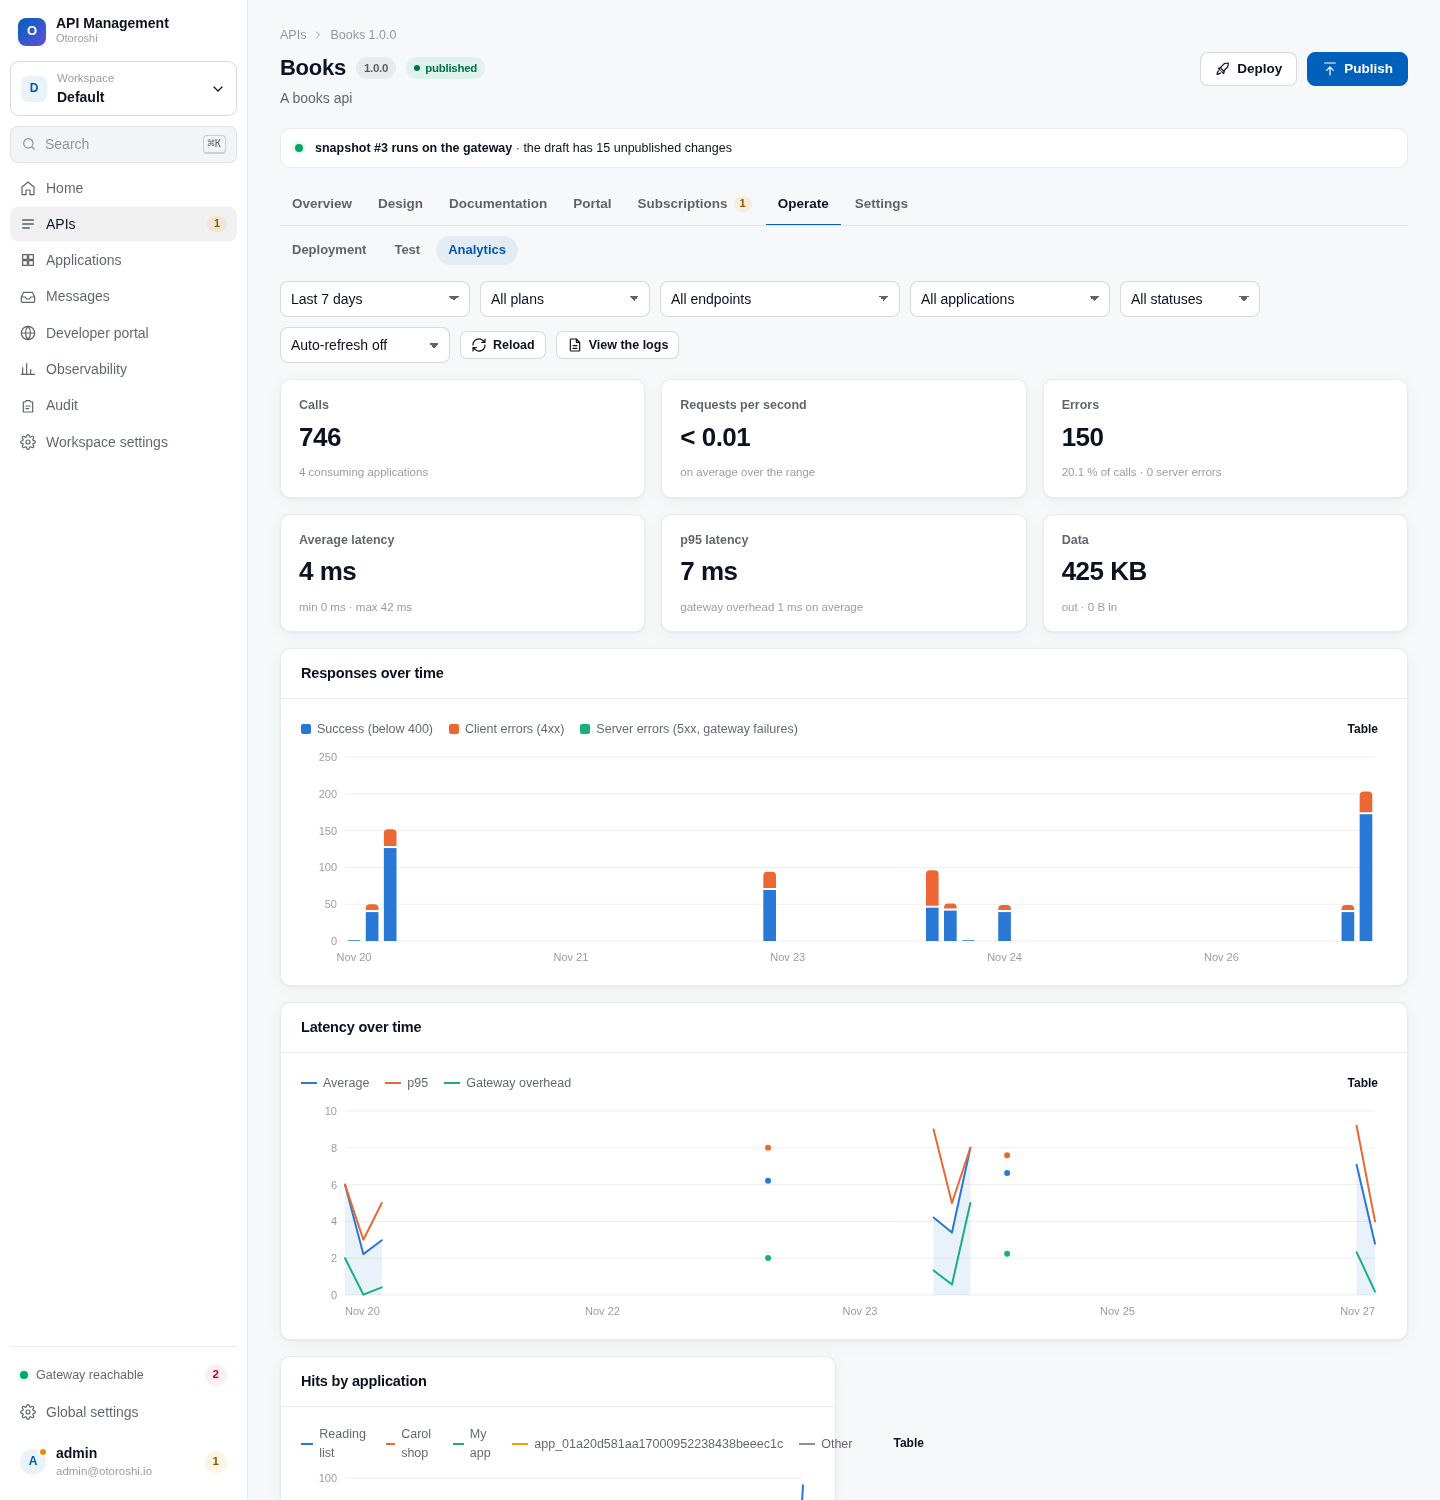 O
API Management
Otoroshi
D
Workspace
Default
Search
⌘K
Home
APIs 1
Applications
Messages
Developer portal
Observability
Audit
Workspace settings
Gateway reachable 2
Global settings
A
admin
admin@otoroshi.io
1
APIs > Books 1.0.0
Books 1.0.0 published
Deploy Publish
A books api
snapshot #3 runs on the gateway · the draft has 15 unpublished changes
Overview Design Documentation Portal Subscriptions 1 Operate Settings
Deployment Test Analytics
Last 7 days All plans All endpoints All applications All statuses
Auto-refresh off Reload View the logs
Calls
746
4 consuming applications
Requests per second
< 0.01
on average over the range
Errors
150
20.1 % of calls · 0 server errors
Average latency
4 ms
min 0 ms · max 42 ms
p95 latency
7 ms
gateway overhead 1 ms on average
Data
425 KB
out · 0 B in
Responses over time
Success (below 400) Client errors (4xx) Server errors (5xx, gateway failures) Table
250
200
150
100
50
0
Nov 20 Nov 21 Nov 23 Nov 24 Nov 26
Latency over time
Average p95 Gateway overhead Table
10
8
6
4
2
0
Nov 20 Nov 22 Nov 23 Nov 25 Nov 27
Hits by application
Reading list
Carol shop
My app
app_01a20d581aa17000952238438beeec1c
Other
Table
100